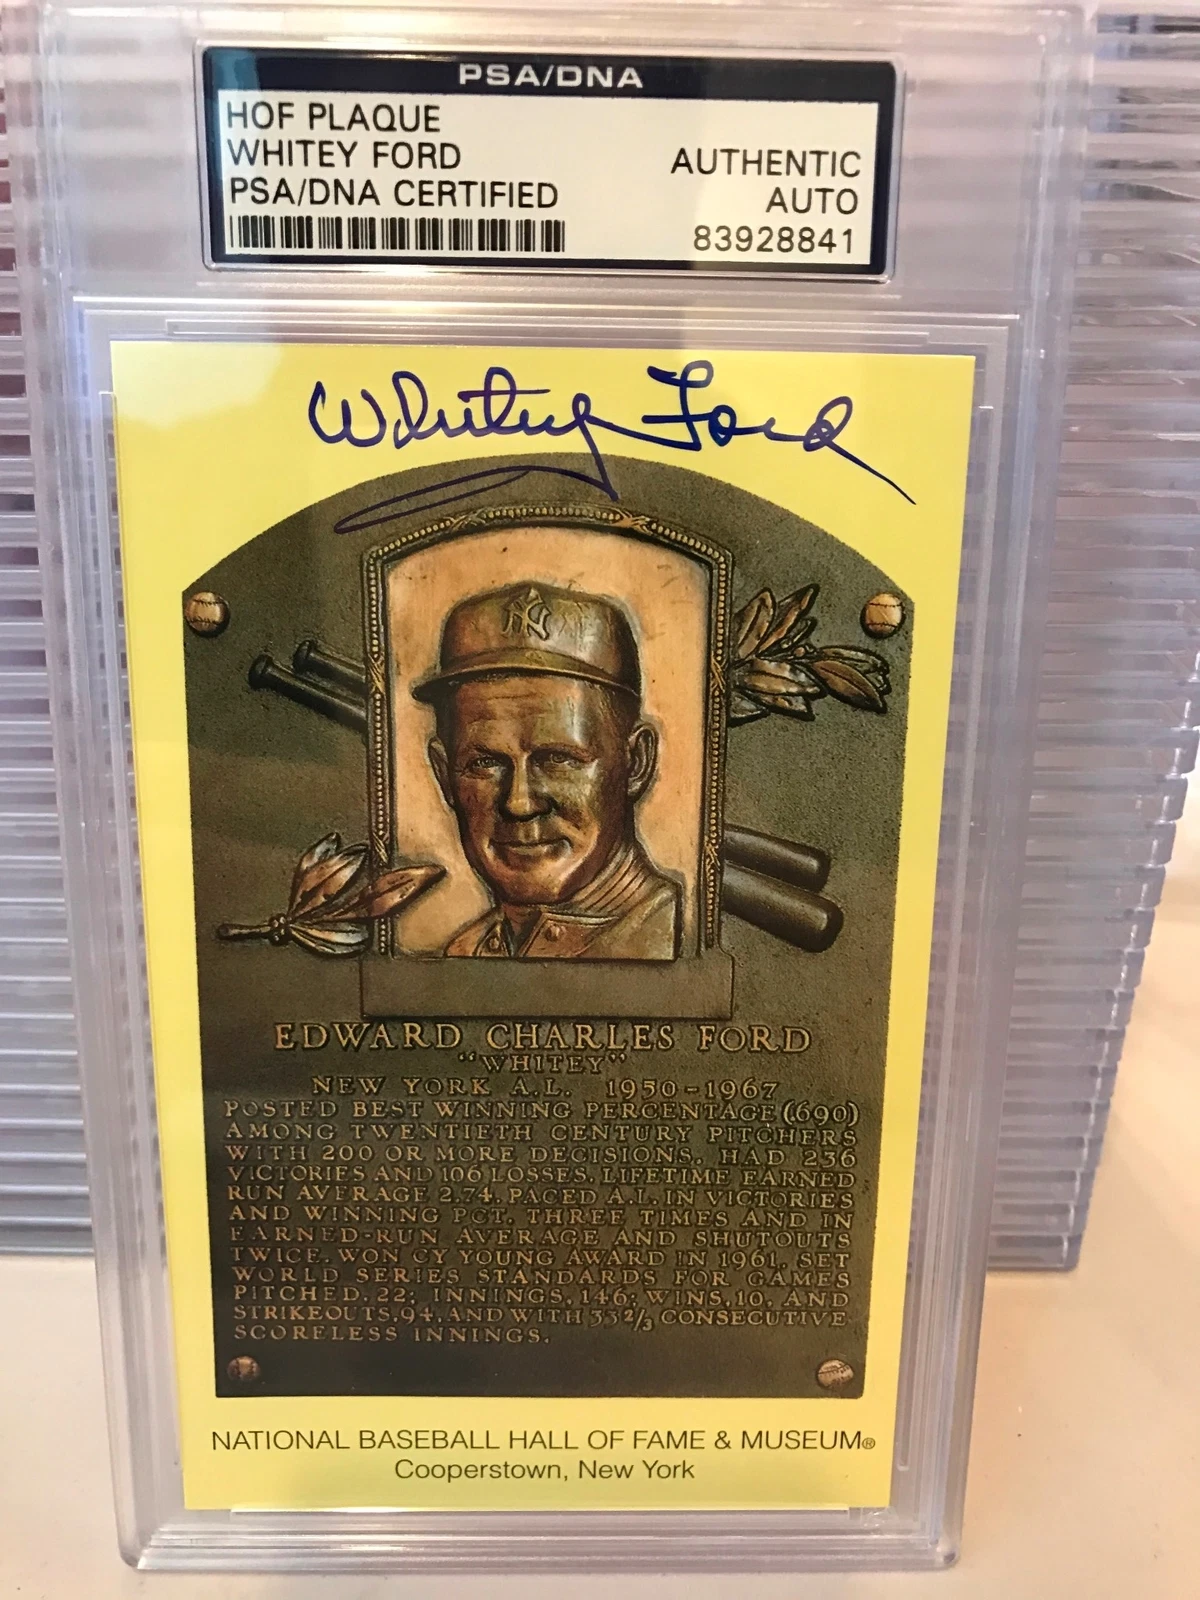 PSA/DNA
HOF PLAQUE
WHITEY FORD
PSA/DNA CERTIFIED
AUTHENTIC
AUTO
83928841
Whitey Ford
NY
EDWARD CHARLES FORD
"WHITEY"
NEW YORK A.L. 1950-1967
POSTED BEST WINNING PERCENTAGE (.690)
AMONG TWENTIETH CENTURY PITCHERS
WITH 200 OR MORE DECISIONS. HAD 236
VICTORIES AND 106 LOSSES. LIFETIME EARNED
RUN AVERAGE 2.74. PACED A.L. IN VICTORIES
AND WINNING PCT. THREE TIMES AND IN
EARNED-RUN AVERAGE AND SHUTOUTS
TWICE. WON CY YOUNG AWARD IN 1961. SET
WORLD SERIES STANDARDS FOR GAMES
PITCHED, 22; INNINGS, 146; WINS, 10, AND
STRIKEOUTS, 94, AND WITH 33 2/3 CONSECUTIVE
SCORELESS INNINGS.
NATIONAL BASEBALL HALL OF FAME & MUSEUM®
Cooperstown, New York